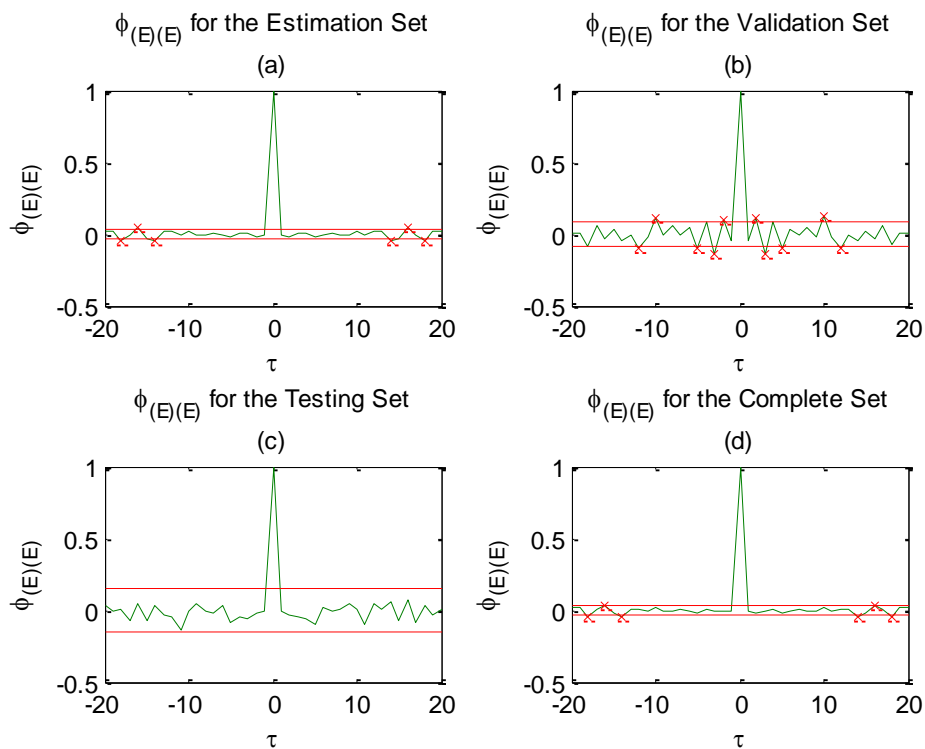 ϕ(E)(E) for the Estimation Set
(a)
1
0.5
0
-0.5
-20
-10
0
10
20
τ
ϕ(E)(E)
ϕ(E)(E) for the Validation Set
(b)
1
0.5
0
-0.5
-20
-10
0
10
20
τ
ϕ(E)(E)
ϕ(E)(E) for the Testing Set
(c)
1
0.5
0
-0.5
-20
-10
0
10
20
τ
ϕ(E)(E)
ϕ(E)(E) for the Complete Set
(d)
1
0.5
0
-0.5
-20
-10
0
10
20
τ
ϕ(E)(E)